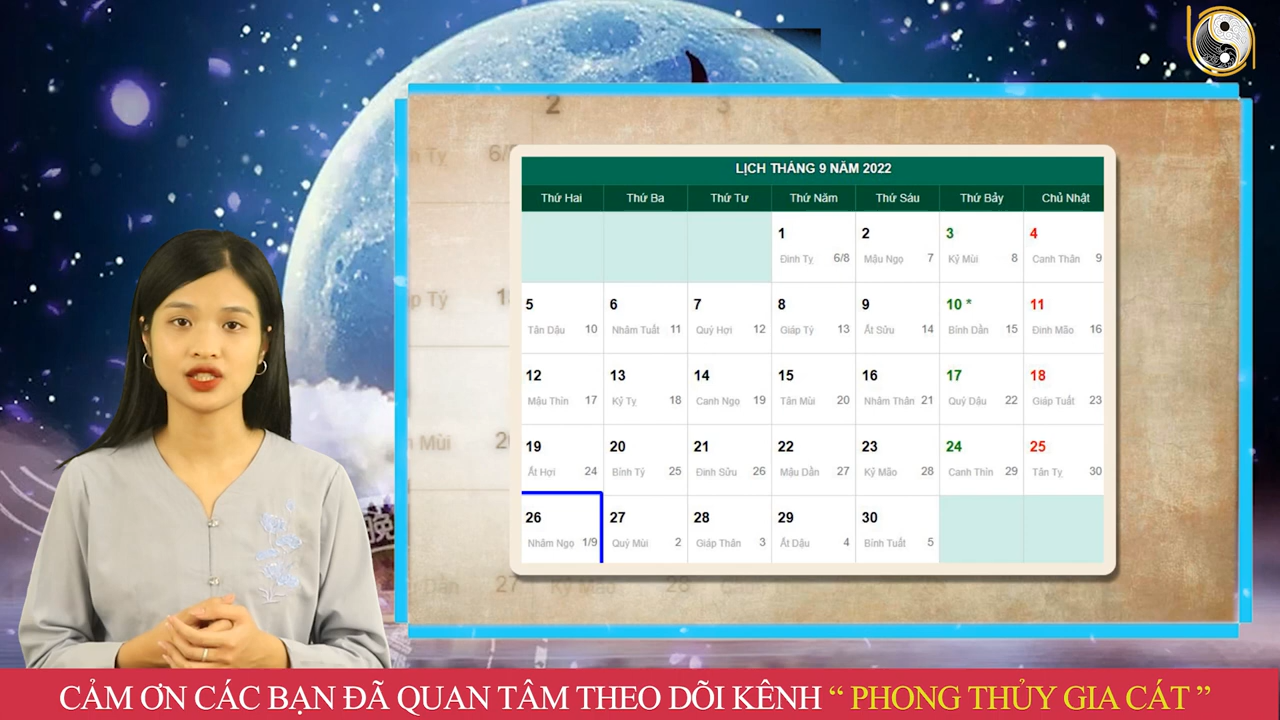 2 3
6/
LỊCH THÁNG 9 NĂM 2022
Thứ Hai Thứ Ba Thứ Tư Thứ Năm Thứ Sáu Thứ Bảy Chủ Nhật
1 2 3 4
Đinh Tỵ 6/8 Mậu Ngọ 7 Kỷ Mùi 8 Canh Thân 9
5 6 7 8 9 10 * 11
Tân Dậu 10 Nhâm Tuất 11 Quý Hợi 12 Giáp Tý 13 Ất Sửu 14 Bính Dần 15 Đinh Mão 16
12 13 14 15 16 17 18
Mậu Thìn 17 Kỷ Tỵ 18 Canh Ngọ 19 Tân Mùi 20 Nhâm Thân 21 Quý Dậu 22 Giáp Tuất 23
19 20 21 22 23 24 25
Ất Hợi 24 Bính Tý 25 Đinh Sửu 26 Mậu Dần 27 Kỷ Mão 28 Canh Thìn 29 Tân Tỵ 30
26 27 28 29 30
Nhâm Ngọ 1/9 Quý Mùi 2 Giáp Thân 3 Ất Dậu 4 Bính Tuất 5
27 Kỷ Mão 28
CẢM ƠN CÁC BẠN ĐÃ QUAN TÂM THEO DÕI KÊNH “ PHONG THỦY GIA CÁT ”